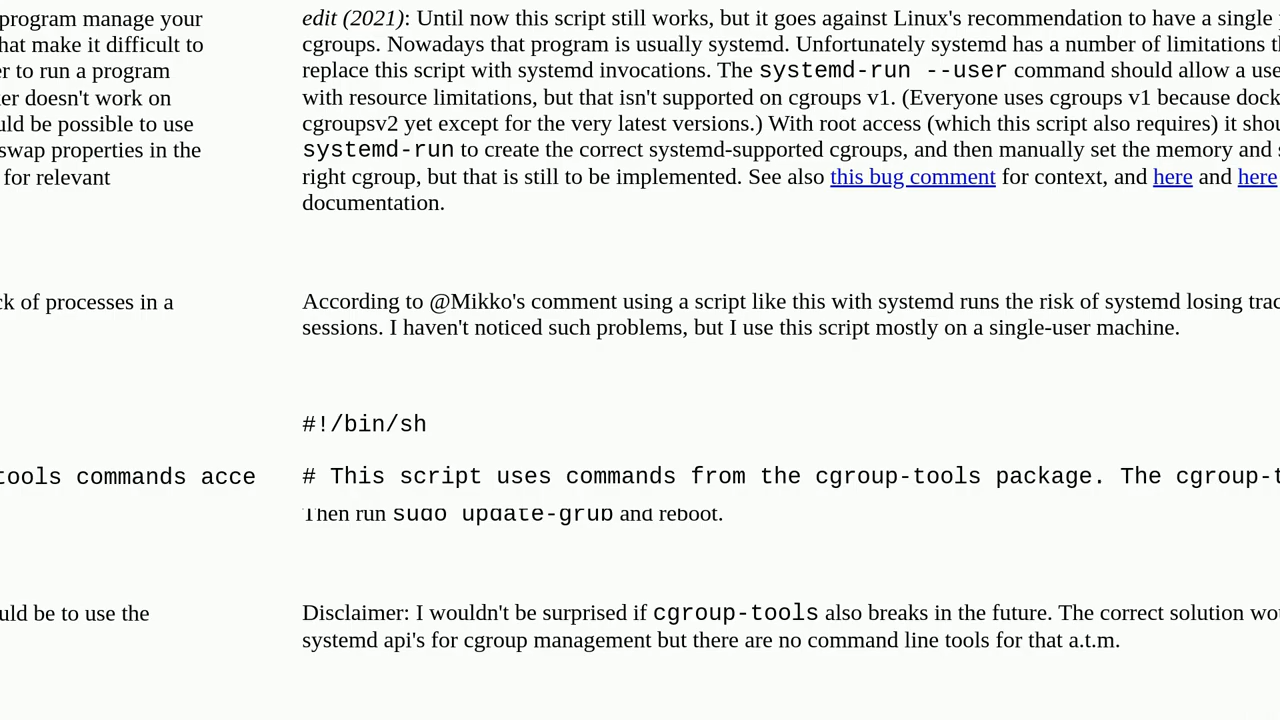 program manage your
hat make it difficult to
er to run a program
ker doesn't work on
uld be possible to use
swap properties in the
for relevant
ck of processes in a
tools commands acce
uld be to use the
edit (2021): Until now this script still works, but it goes against Linux's recommendation to have a single
cgroups. Nowadays that program is usually systemd. Unfortunately systemd has a number of limitations t
replace this script with systemd invocations. The systemd-run --user command should allow a use
with resource limitations, but that isn't supported on cgroups v1. (Everyone uses cgroups v1 because dock
cgroupsv2 yet except for the very latest versions.) With root access (which this script also requires) it shou
systemd-run to create the correct systemd-supported cgroups, and then manually set the memory and
right cgroup, but that is still to be implemented. See also this bug comment for context, and here and here
documentation.
According to @Mikko's comment using a script like this with systemd runs the risk of systemd losing trac
sessions. I haven't noticed such problems, but I use this script mostly on a single-user machine.
#!/bin/sh
# This script uses commands from the cgroup-tools package. The cgroup-t
Then run sudo update-grub and reboot.
Disclaimer: I wouldn't be surprised if cgroup-tools also breaks in the future. The correct solution wou
systemd api's for cgroup management but there are no command line tools for that a.t.m.